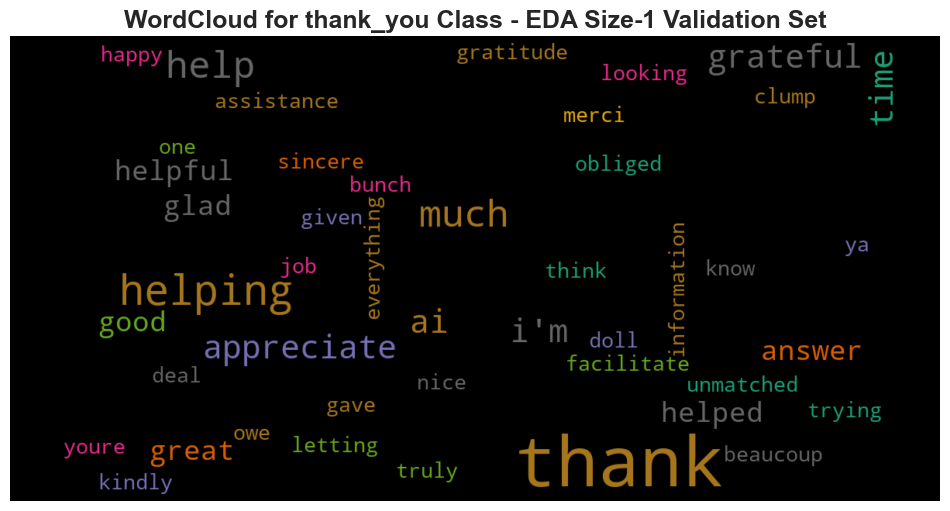 WordCloud for thank_you Class - EDA Size-1 Validation Set
happy
help
gratitude
looking
grateful
time
assistance
clump
merci
one
helpful
sincere
obliged
bunch
glad
given
everything
much
information
ya
job
think
know
helping
good
ai
i'm
doll
appreciate
answer
facilitate
deal
nice
unmatched
gave
helped
trying
youre
great
owe
letting
thank
beaucoup
kindly
truly